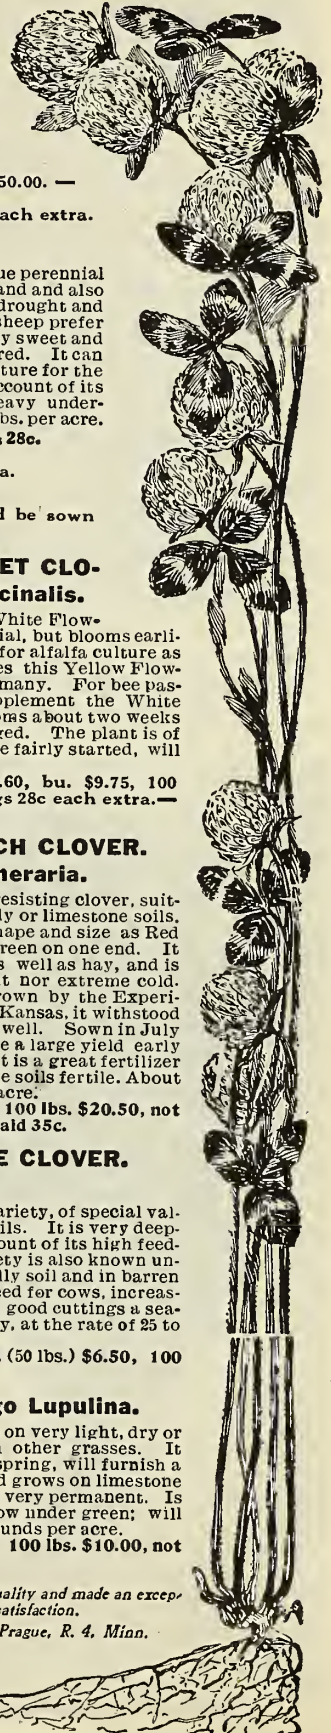 50.00. —
ach extra.
ue perennial
and and also
drought and
sheep prefer
y sweet and
red. It can
ture for the
ccount of its
eavy under-
bs. per acre.
28c.
a.
d be sown
ET CLO-
cinalis.
White Flow-
ial, but blooms earli-
for alfalfa culture as
es this Yellow Flow-
many. For bee pas-
pplement the White
oms about two weeks
red. The plant is of
e fairly started, will
.60, bu. $9.75, 100
gs 28c each extra.—
CH CLOVER.
neraria.
resisting clover, suit-
dy or limestone soils.
hape and size as Red
reen on one end. It
s well as hay, and is
t nor extreme cold.
rown by the Experi-
Kansas, it withstood
well. Sown in July
e a large yield early
t is a great fertilizer
e soils fertile. About
acre.
100 lbs. $20.50, not
aid 35c.
E CLOVER.
ariety, of special val-
ils. It is very deep-
ount of its high feed-
ety is also known un-
lly soil and in barren
eed for cows, increas-
good cuttings a sea-
y, at the rate of 25 to
. (50 lbs.) $6.50, 100
go Lupulina.
on very light, dry or
other grasses. It
spring, will furnish a
d grows on limestone
very permanent. Is
ow under green; will
unds per acre.
100 lbs. $10.00, not
uality and made an excep-
atisfaction.
Prague, R. 4, Minn.